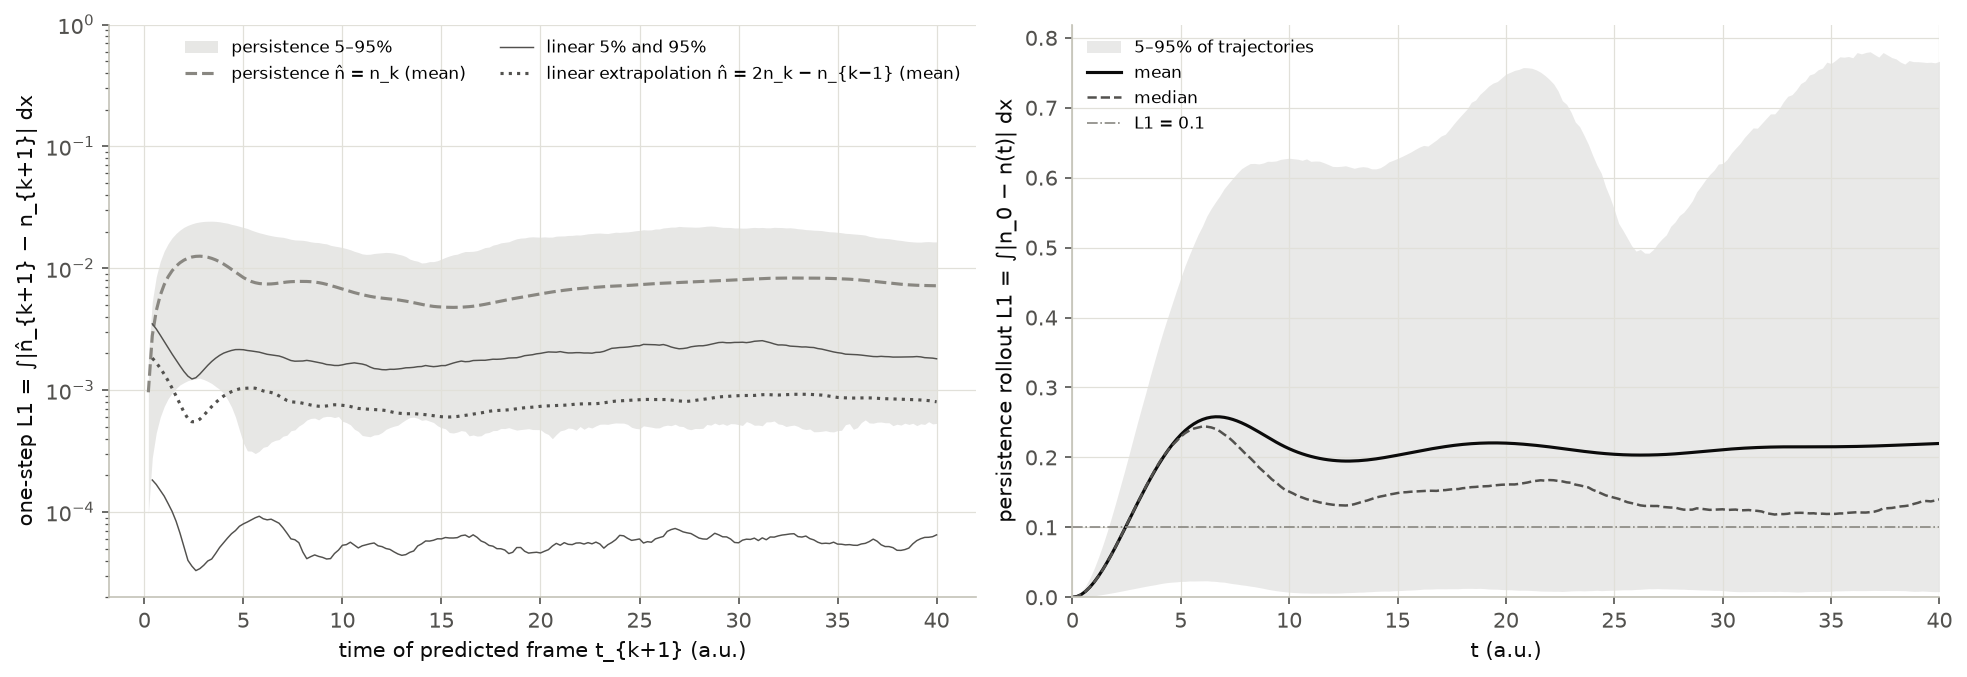 one-step L1 = ∫|n̂_{k+1} − n_{k+1}| dx
10⁰
10⁻¹
10⁻²
10⁻³
10⁻⁴
persistence 5–95%
persistence n̂ = n_k (mean)
linear 5% and 95%
linear extrapolation n̂ = 2n_k − n_{k−1} (mean)
0 5 10 15 20 25 30 35 40
time of predicted frame t_{k+1} (a.u.)
persistence rollout L1 = ∫|n_0 − n(t)| dx
0.8
0.7
0.6
0.5
0.4
0.3
0.2
0.1
0.0
5–95% of trajectories
mean
median
L1 = 0.1
0 5 10 15 20 25 30 35 40
t (a.u.)